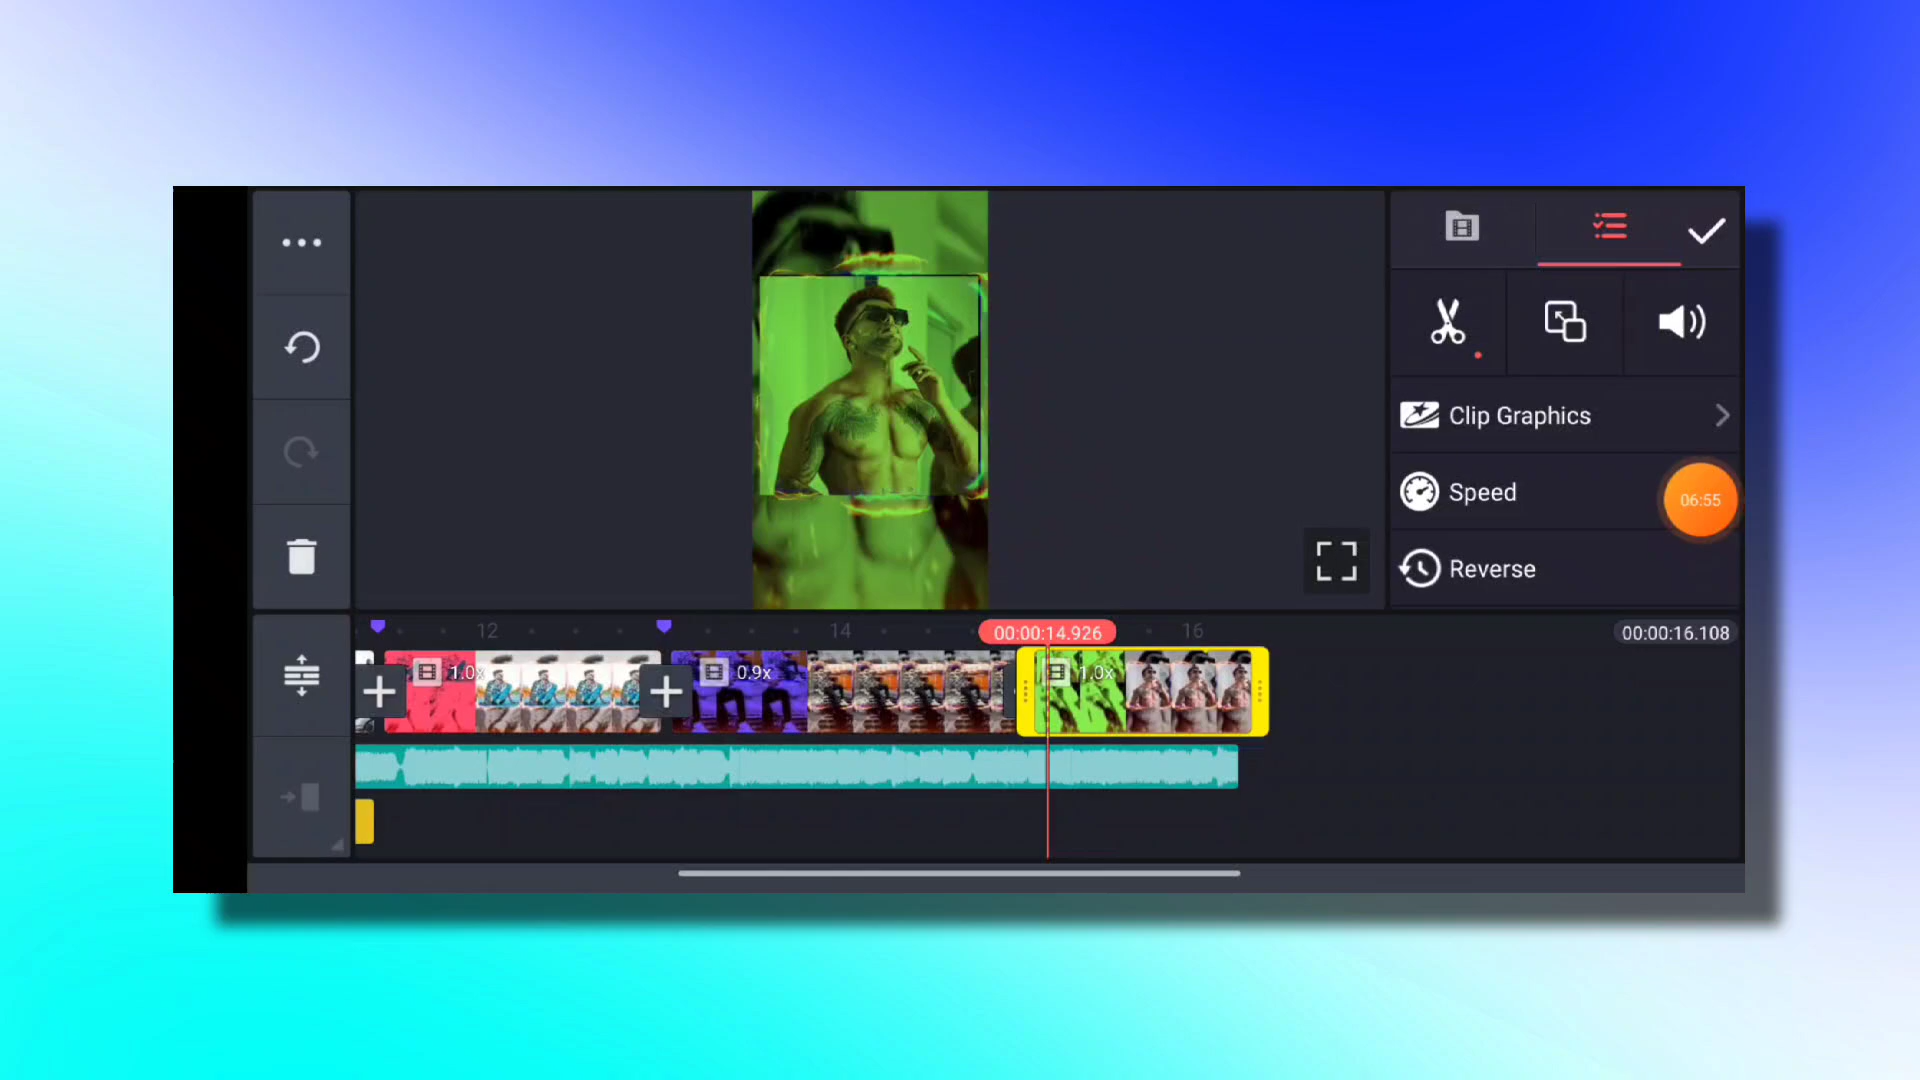 Clip Graphics
Speed
06:55
Reverse
12
14
00:00:14.926
16
00:00:16.108
1.0x
0.9x
1.0x